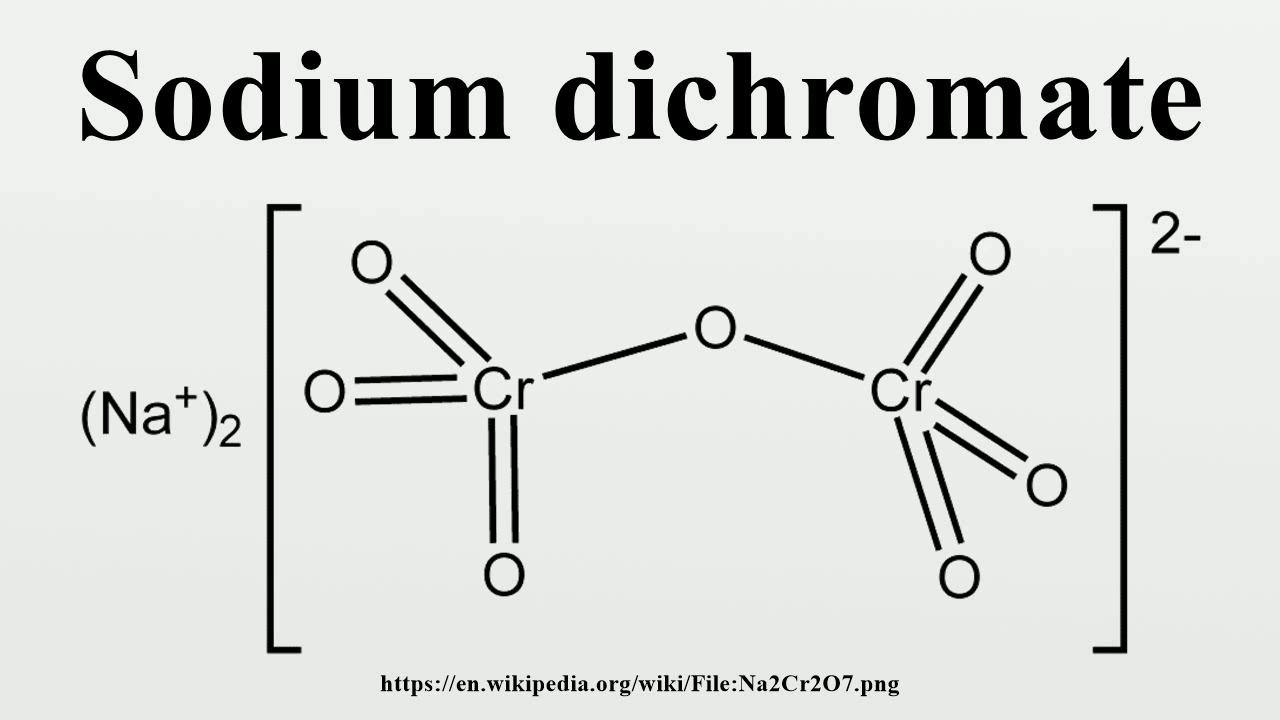 Sodium dichromate
2-
O O
O
O Cr Cr
(Na⁺)₂
O
O O
https://en.wikipedia.org/wiki/File:Na2Cr2O7.png